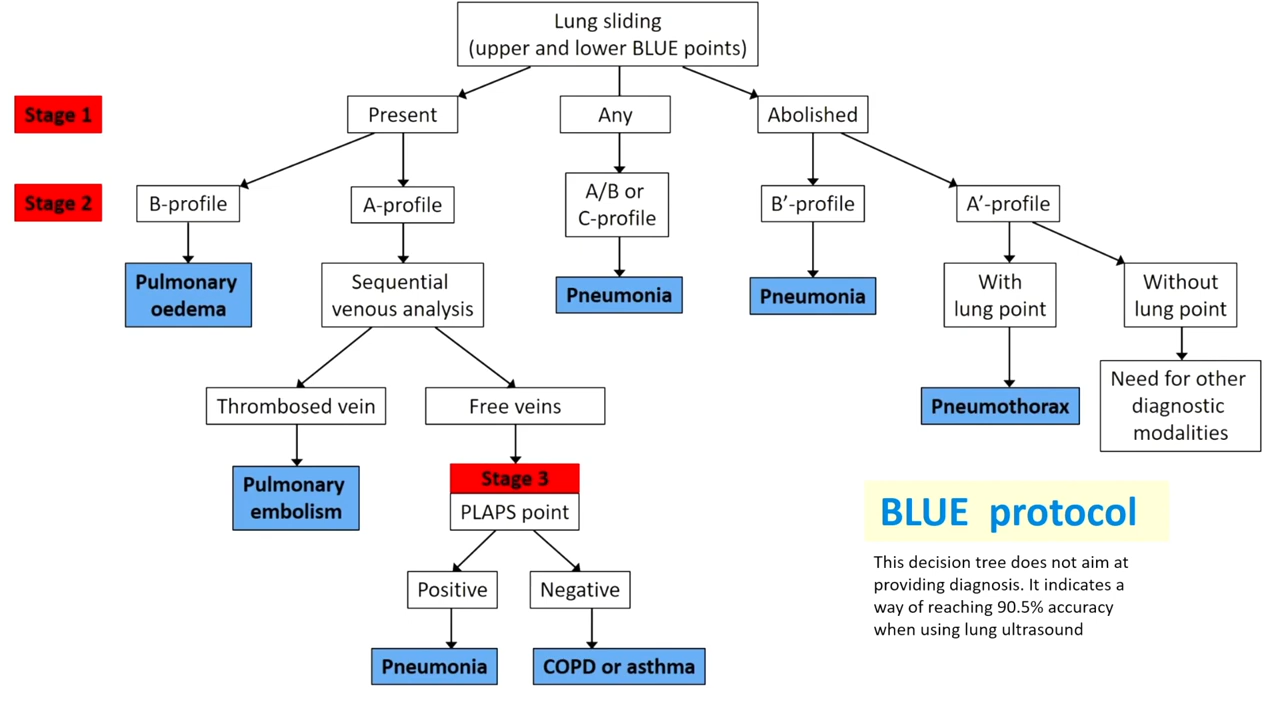 Lung sliding
(upper and lower BLUE points)
Stage 1
Present
Any
Abolished
Stage 2
B-profile
A-profile
A/B or
C-profile
B’-profile
A’-profile
Pulmonary
oedema
Sequential
venous analysis
Pneumonia
Pneumonia
With
lung point
Without
lung point
Thrombosed vein
Free veins
Pneumothorax
Need for other
diagnostic
modalities
Pulmonary
embolism
Stage 3
PLAPS point
Positive
Negative
Pneumonia
COPD or asthma
BLUE protocol
This decision tree does not aim at
providing diagnosis. It indicates a
way of reaching 90.5% accuracy
when using lung ultrasound